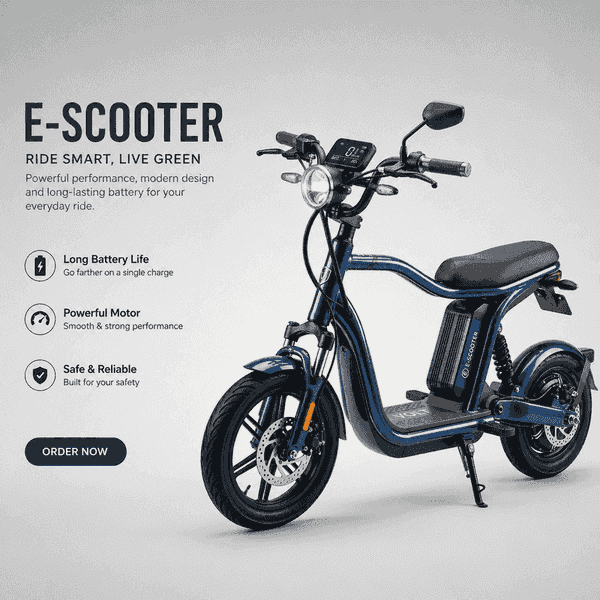 E-SCOOTER
RIDE SMART, LIVE GREEN
Powerful performance, modern design
and long-lasting battery for your
everyday ride.
Long Battery Life
Go farther on a single charge
Powerful Motor
Smooth & strong performance
Safe & Reliable
Built for your safety
ORDER NOW
E-SCOOTER